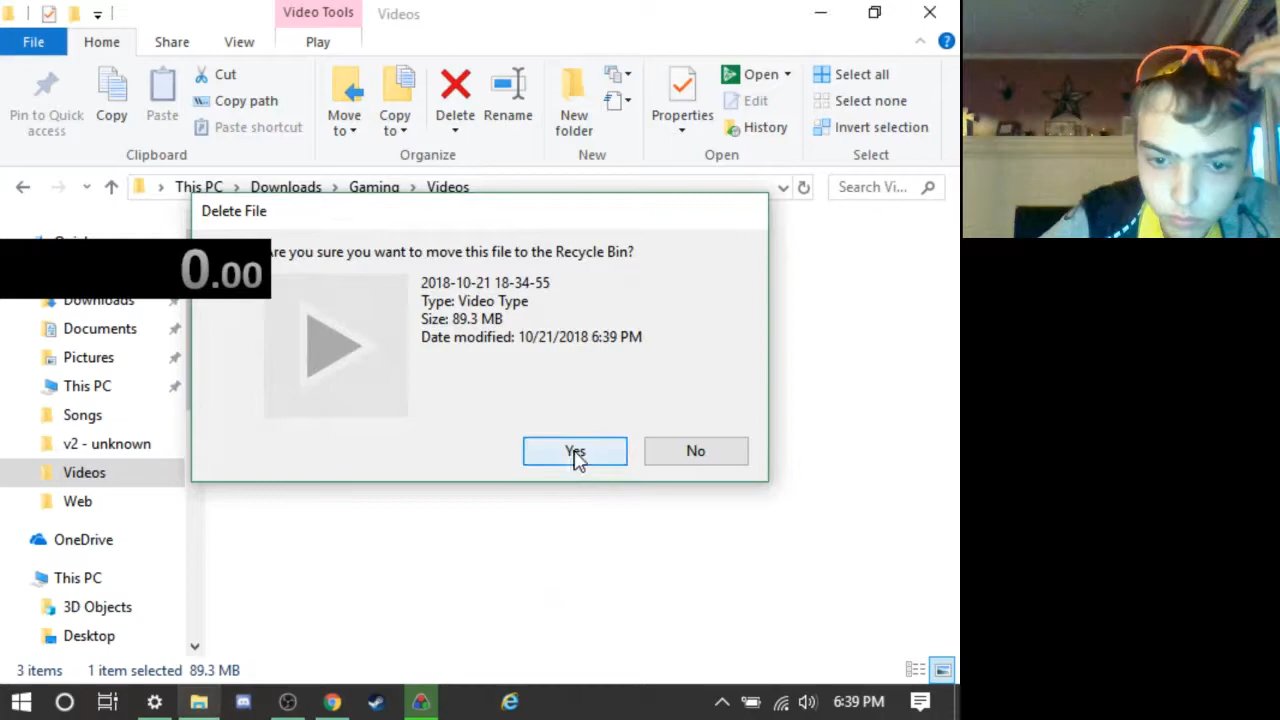 Video Tools
Videos
File
Home
Share
View
Play
Pin to Quick access
Copy
Paste
Cut
Copy path
Paste shortcut
Clipboard
Move to
Copy to
Delete
Rename
Organize
New folder
New
Properties
Open
Edit
History
Open
Select all
Select none
Invert selection
Select
This PC > Downloads > Gaming > Videos
Search Vi...
Delete File
Are you sure you want to move this file to the Recycle Bin?
0.00
2018-10-21 18-34-55
Type: Video Type
Size: 89.3 MB
Date modified: 10/21/2018 6:39 PM
Yes
No
Downloads
Documents
Pictures
This PC
Songs
v2 - unknown
Videos
Web
OneDrive
This PC
3D Objects
Desktop
3 items
1 item selected 89.3 MB
6:39 PM